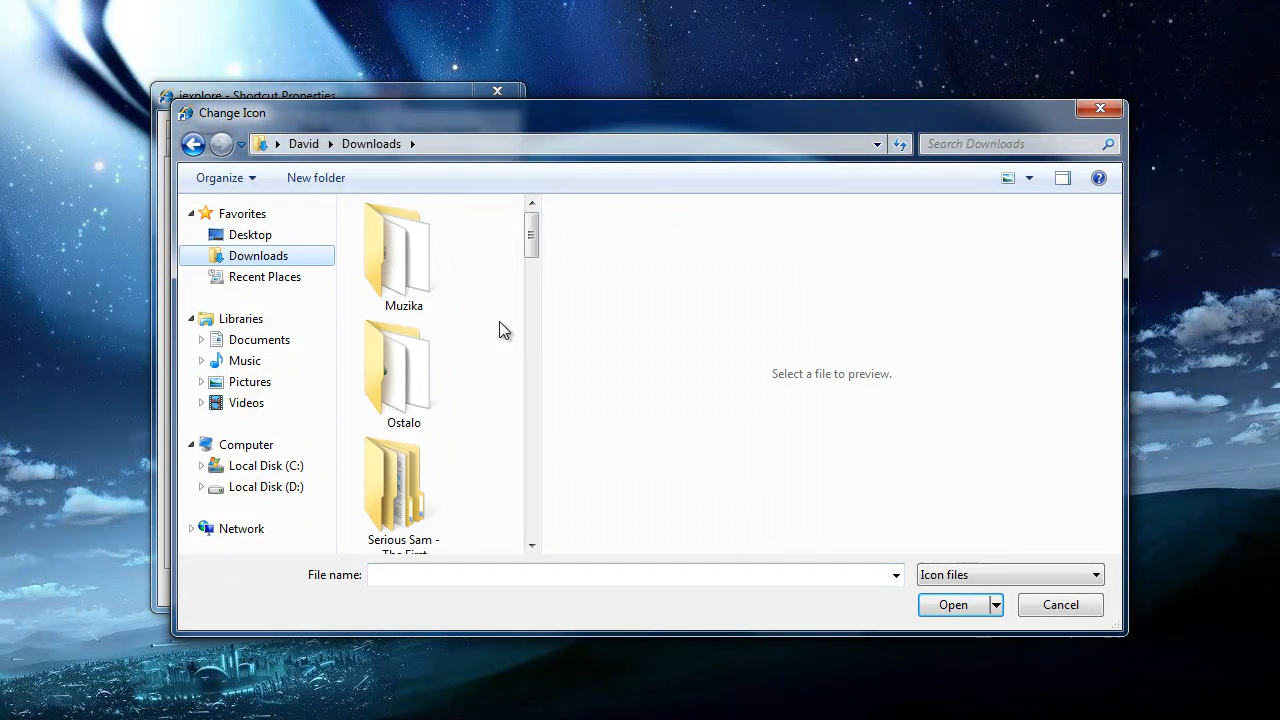 iexplore - Shortcut Properties
Change Icon
David
Downloads
Search Downloads
Organize
New folder
Favorites
Desktop
Downloads
Recent Places
Libraries
Documents
Music
Pictures
Videos
Computer
Local Disk (C:)
Local Disk (D:)
Network
Muzika
Ostalo
Serious Sam -
The First
Select a file to preview.
File name:
Icon files
Open
Cancel